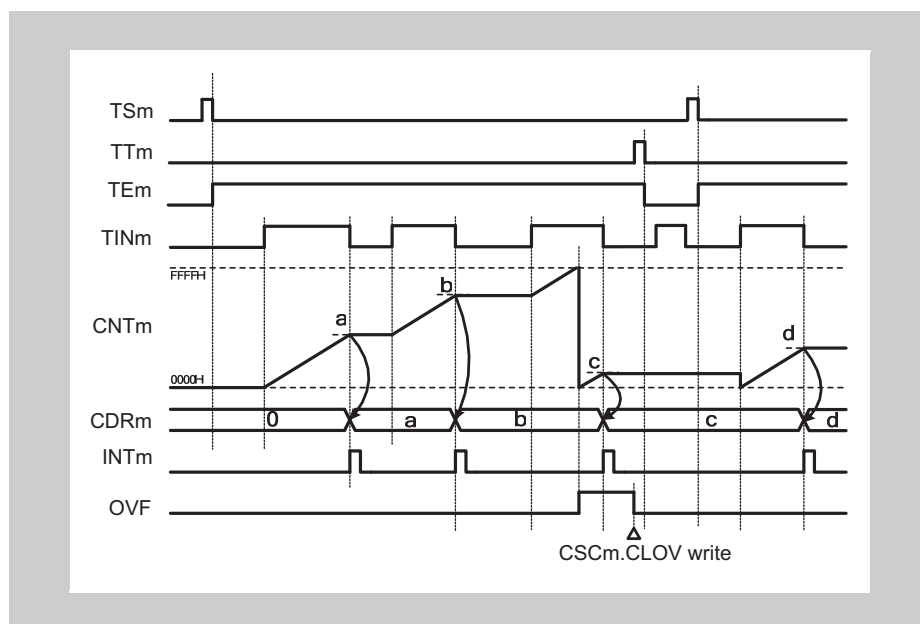 TSm
TTm
TEm
TINm
FFFFH
b
a
d
CNTm
c
0000H
CDRm 0 a b c d
INTm
OVF
CSCm.CLOV write